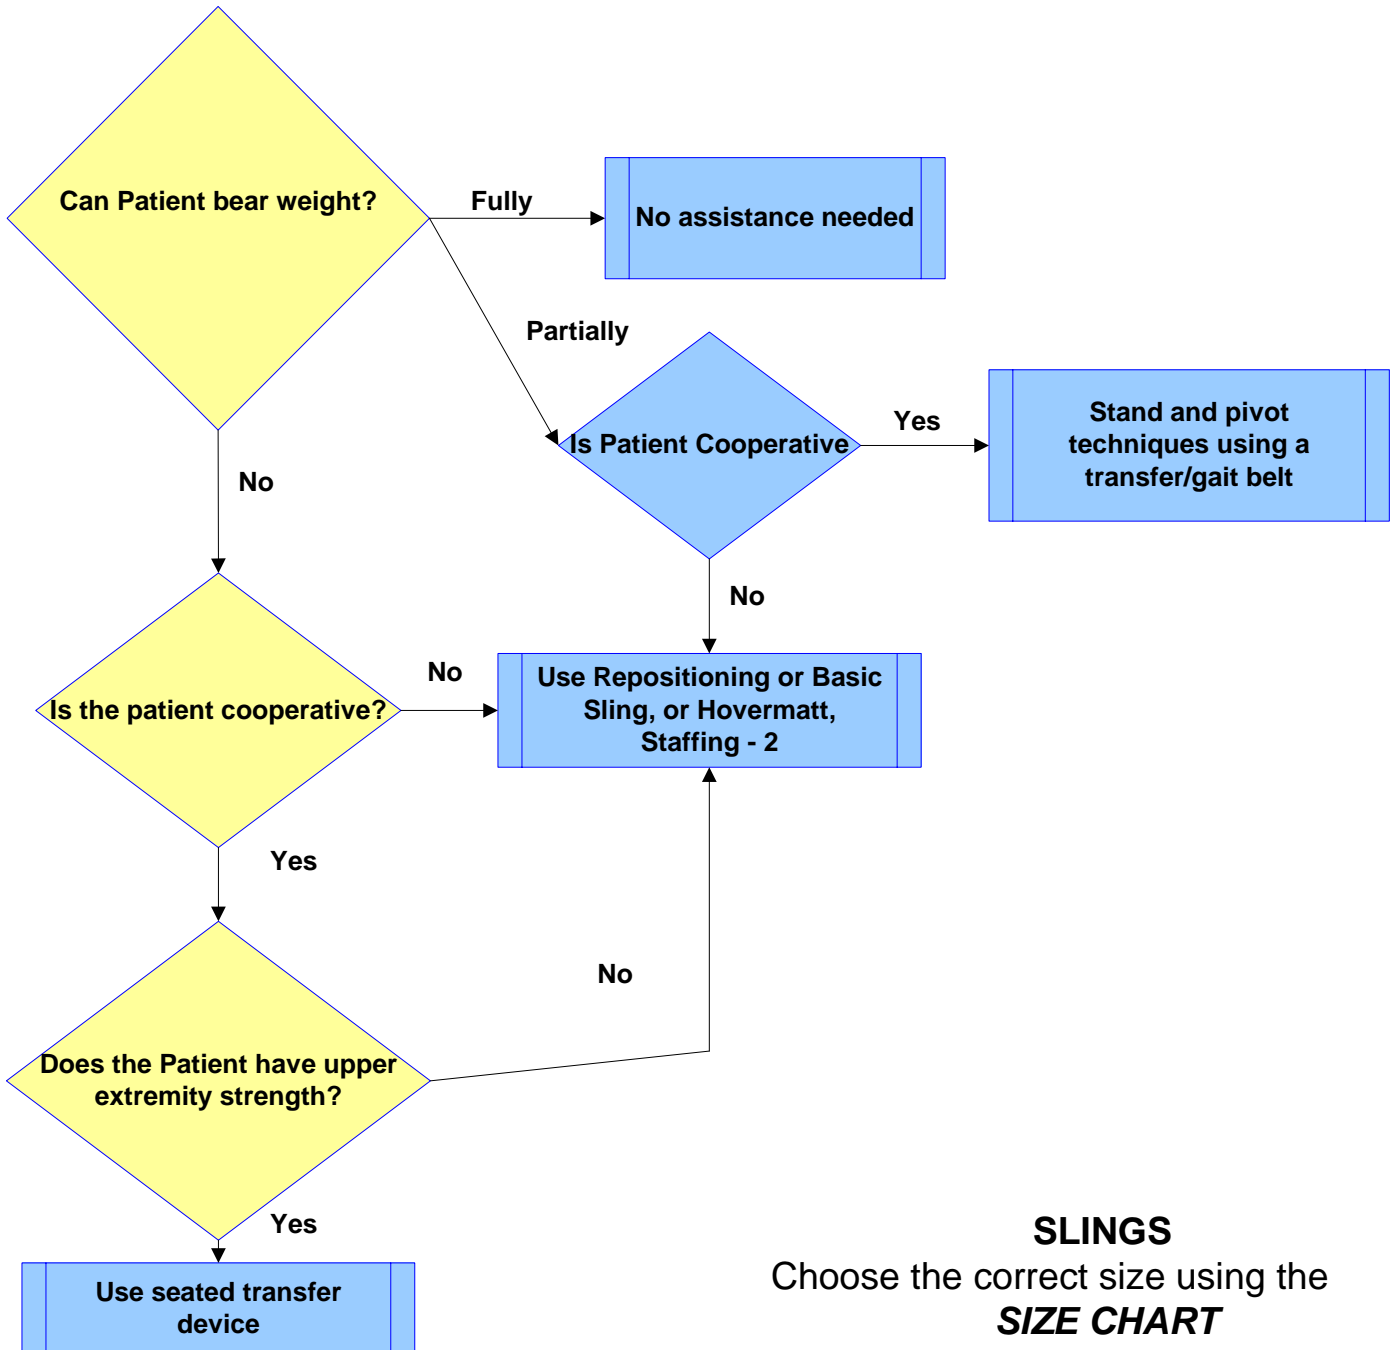 Can Patient bear weight?
Fully
No assistance needed
Partially
Is Patient Cooperative
Yes
Stand and pivot
techniques using a
transfer/gait belt
No
No
Is the patient cooperative?
No
Use Repositioning or Basic
Sling, or Hovermatt,
Staffing - 2
Yes
Does the Patient have upper
extremity strength?
No
Yes
Use seated transfer
device
SLINGS
Choose the correct size using the
SIZE CHART